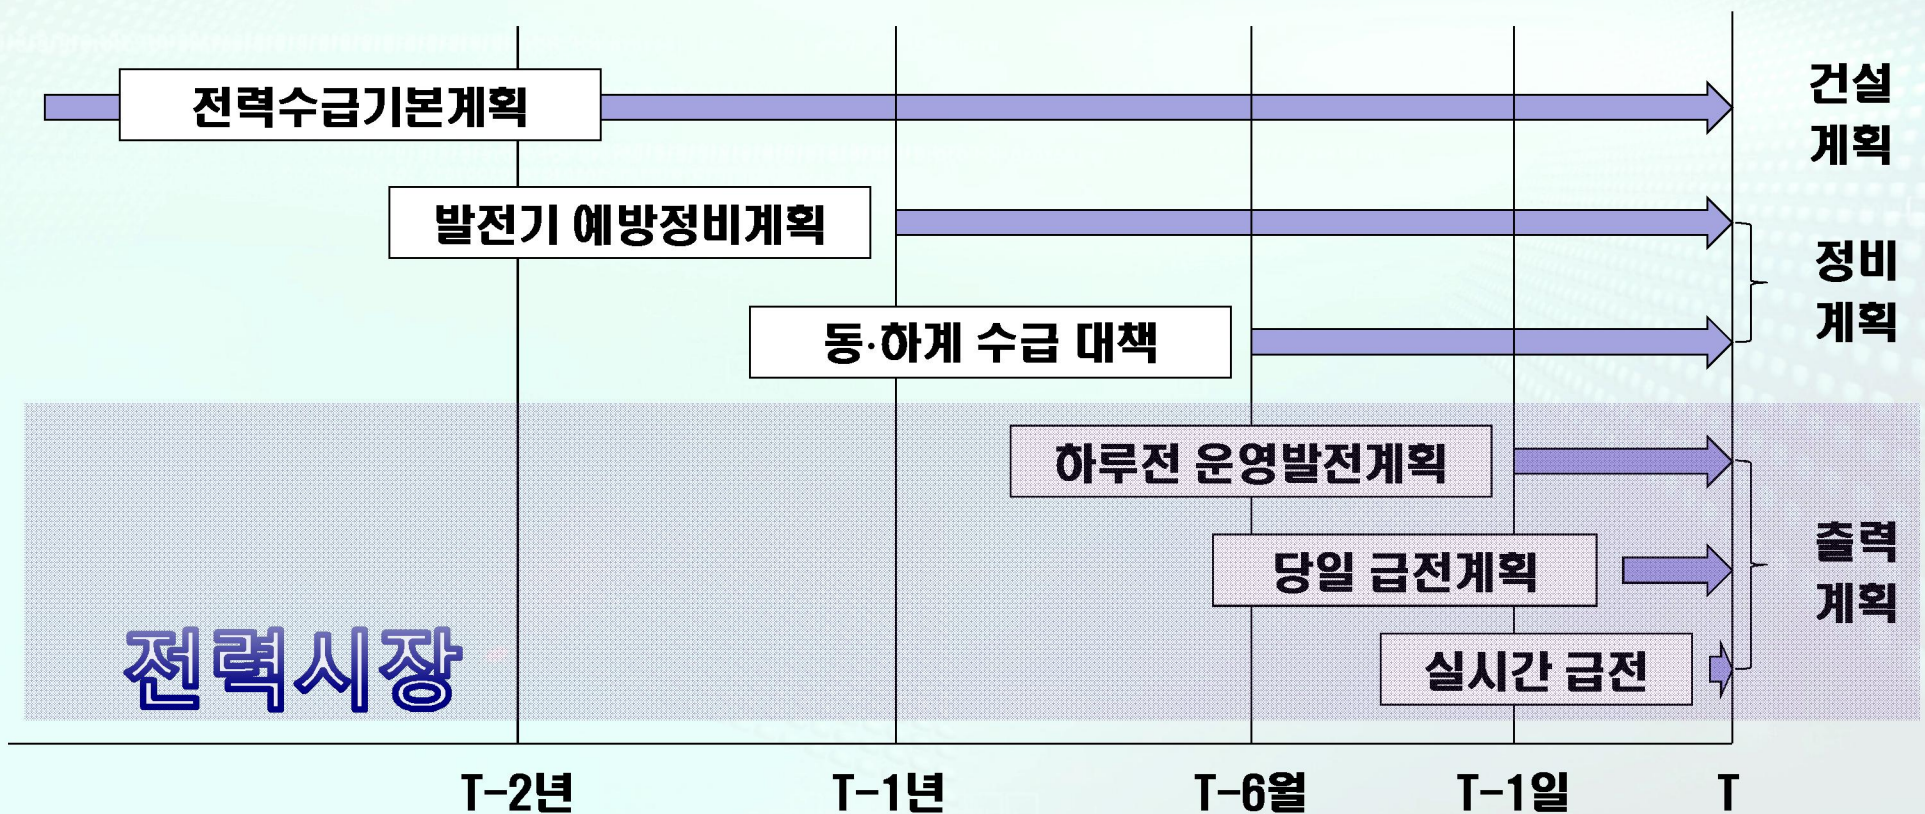 전력수급기본계획
건설
계획
발전기 예방정비계획
정비
계획
동·하계 수급 대책
하루전 운영발전계획
당일 급전계획
출력
계획
실시간 급전
전력시장
T-2년
T-1년
T-6월
T-1일
T